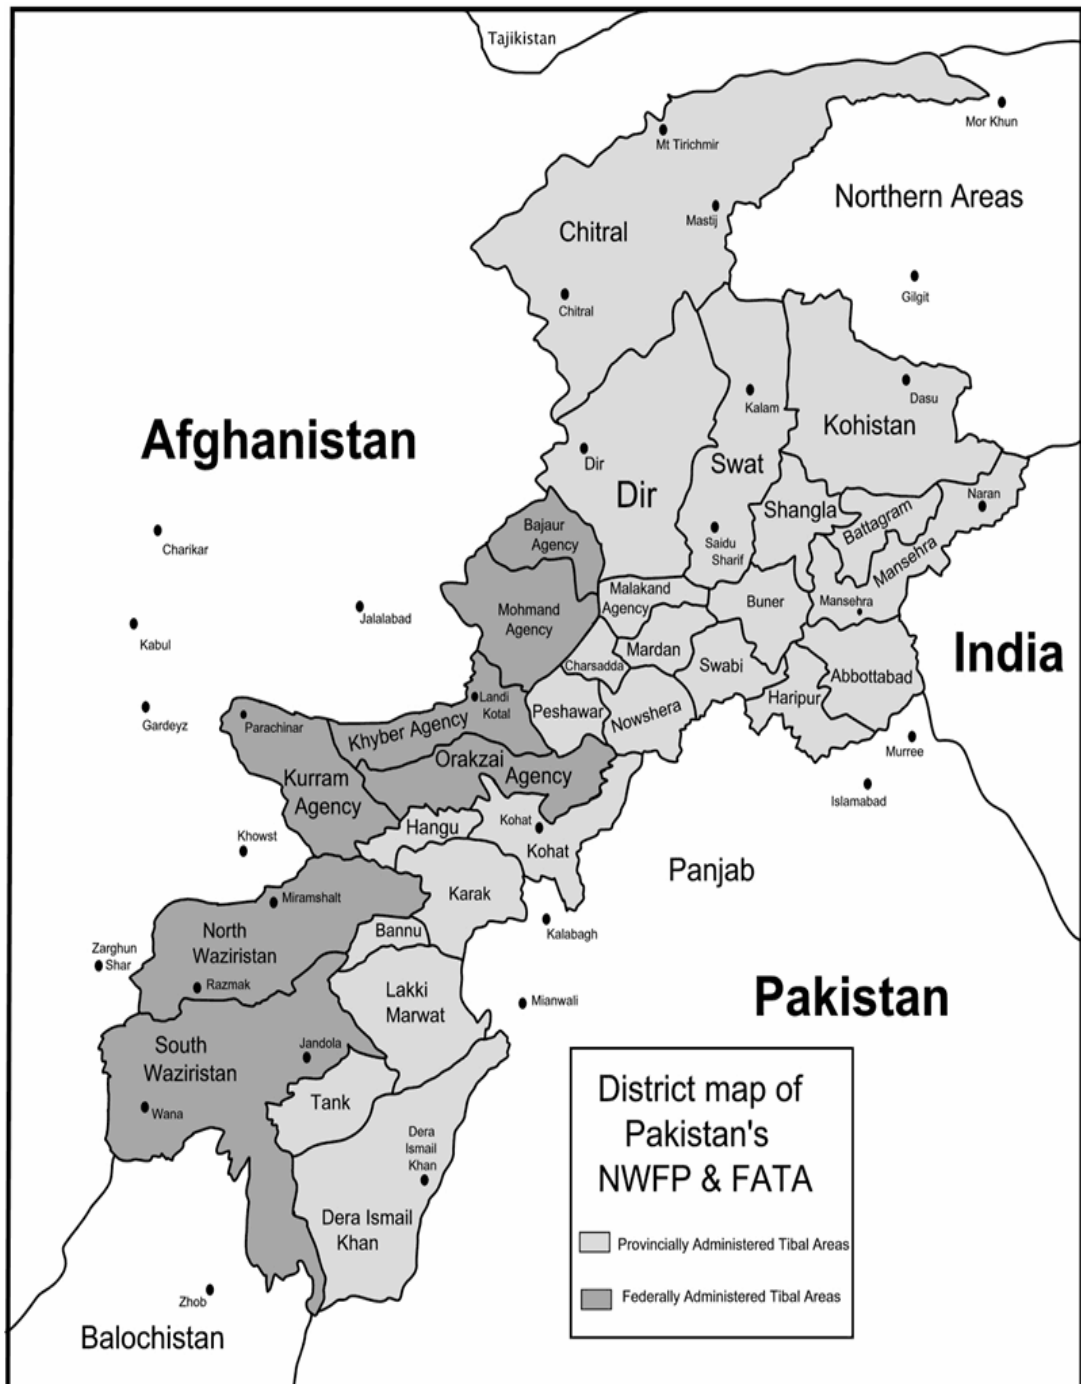 Tajikistan
Mor Khun
Mt Tirichmir
Northern Areas
Mastij
Chitral
Gilgit
Chitral
Dasu
Kalam
Kohistan
Afghanistan
Dir
Swat
Dir
Naran
Shangla
Battagram
Bajaur
Agency
Charikar
Saidu
Sharif
Mansehra
Malakand
Agency
Buner
Mansehra
Mohmand
Agency
Jalalabad
Kabul
India
Mardan
Charsadda
Swabi
Abbottabad
Landi
Kotal
Haripur
Peshawar
Nowshera
Gardeyz
Parachinar
Khyber Agency
Murree
Orakzai
Agency
Kurram
Agency
Islamabad
Kohat
Hangu
Khowst
Kohat
Panjab
Karak
Miramshalt
Kalabagh
North
Waziristan
Bannu
Zarghun
Shar
Razmak
Lakki
Marwat
Mianwali
Pakistan
South
Waziristan
Jandola
Tank
Wana
Dera
Ismail
Khan
Dera Ismail
Khan
Zhob
Balochistan
District map of
Pakistan's
NWFP & FATA
Provincially Administered Tibal Areas
Federally Administered Tibal Areas